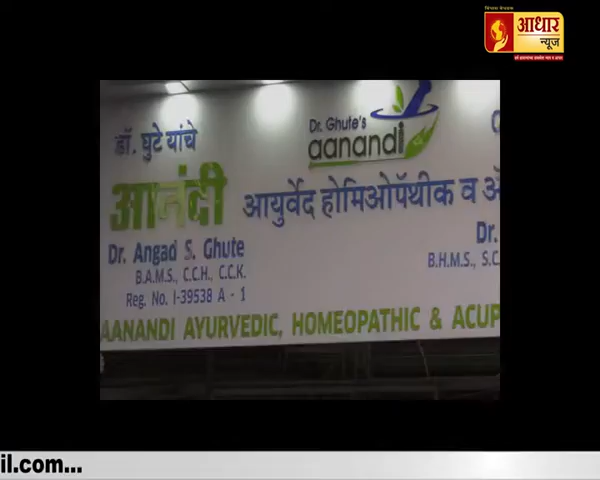 आधार
न्यूज
डॉ. घुटे यांचे
Dr. Ghute's
aanandi
आनंदी
आयुर्वेद होमिओपॅथीक व
Dr. Angad S. Ghute
B.A.M.S., C.C.H., C.C.K.
Reg. No. I-39538 A - 1
Dr.
B.H.M.S., S.C.
AANANDI AYURVEDIC, HOMEOPATHIC & ACUP
il.com...